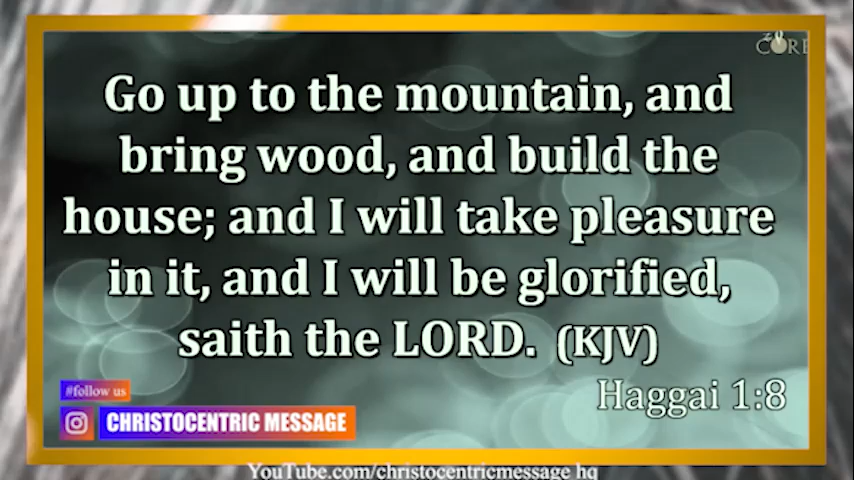 CORE
Go up to the mountain, and
bring wood, and build the
house; and I will take pleasure
in it, and I will be glorified,
saith the LORD. (KJV)
Haggai 1:8
#follow us
CHRISTOCENTRIC MESSAGE
YouTube.com/christocentricmessage hq